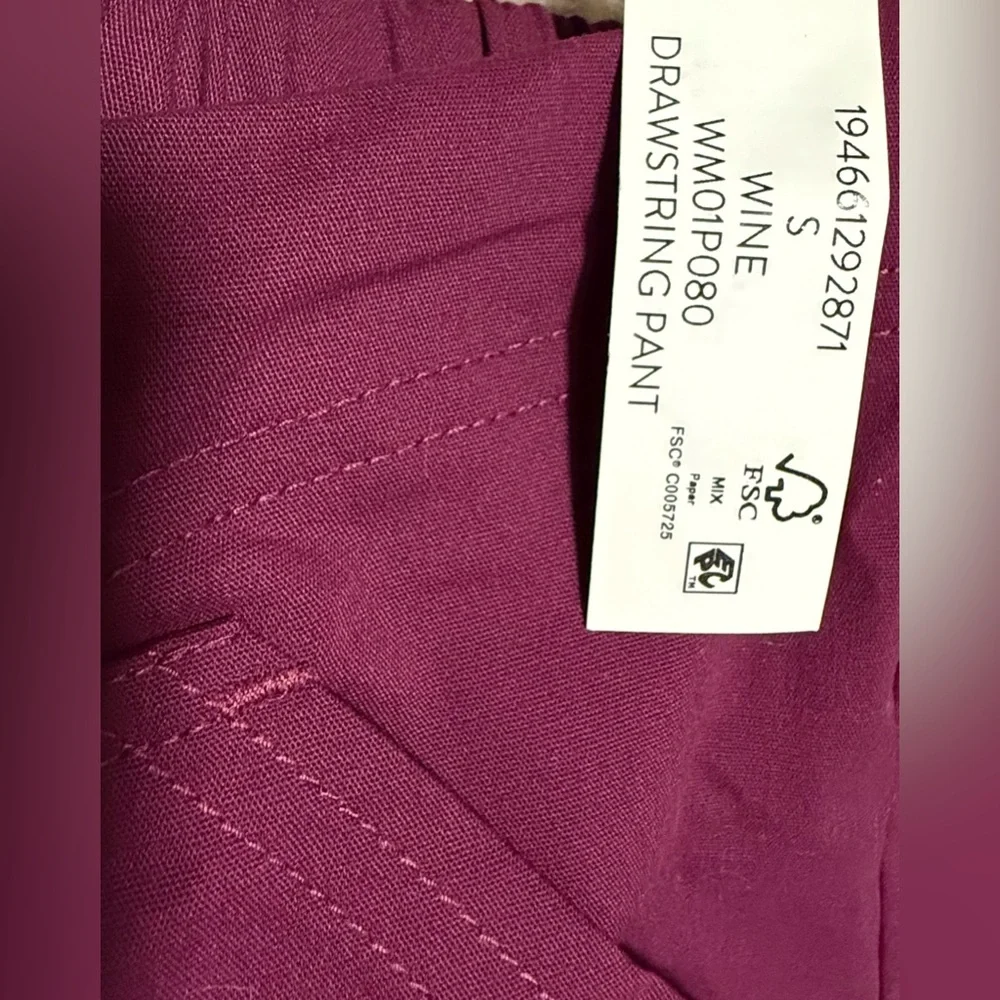 194661292871
S
WINE
WM01P080
DRAWSTRING PANT
FSC
MIX
Paper
FSC® C005725